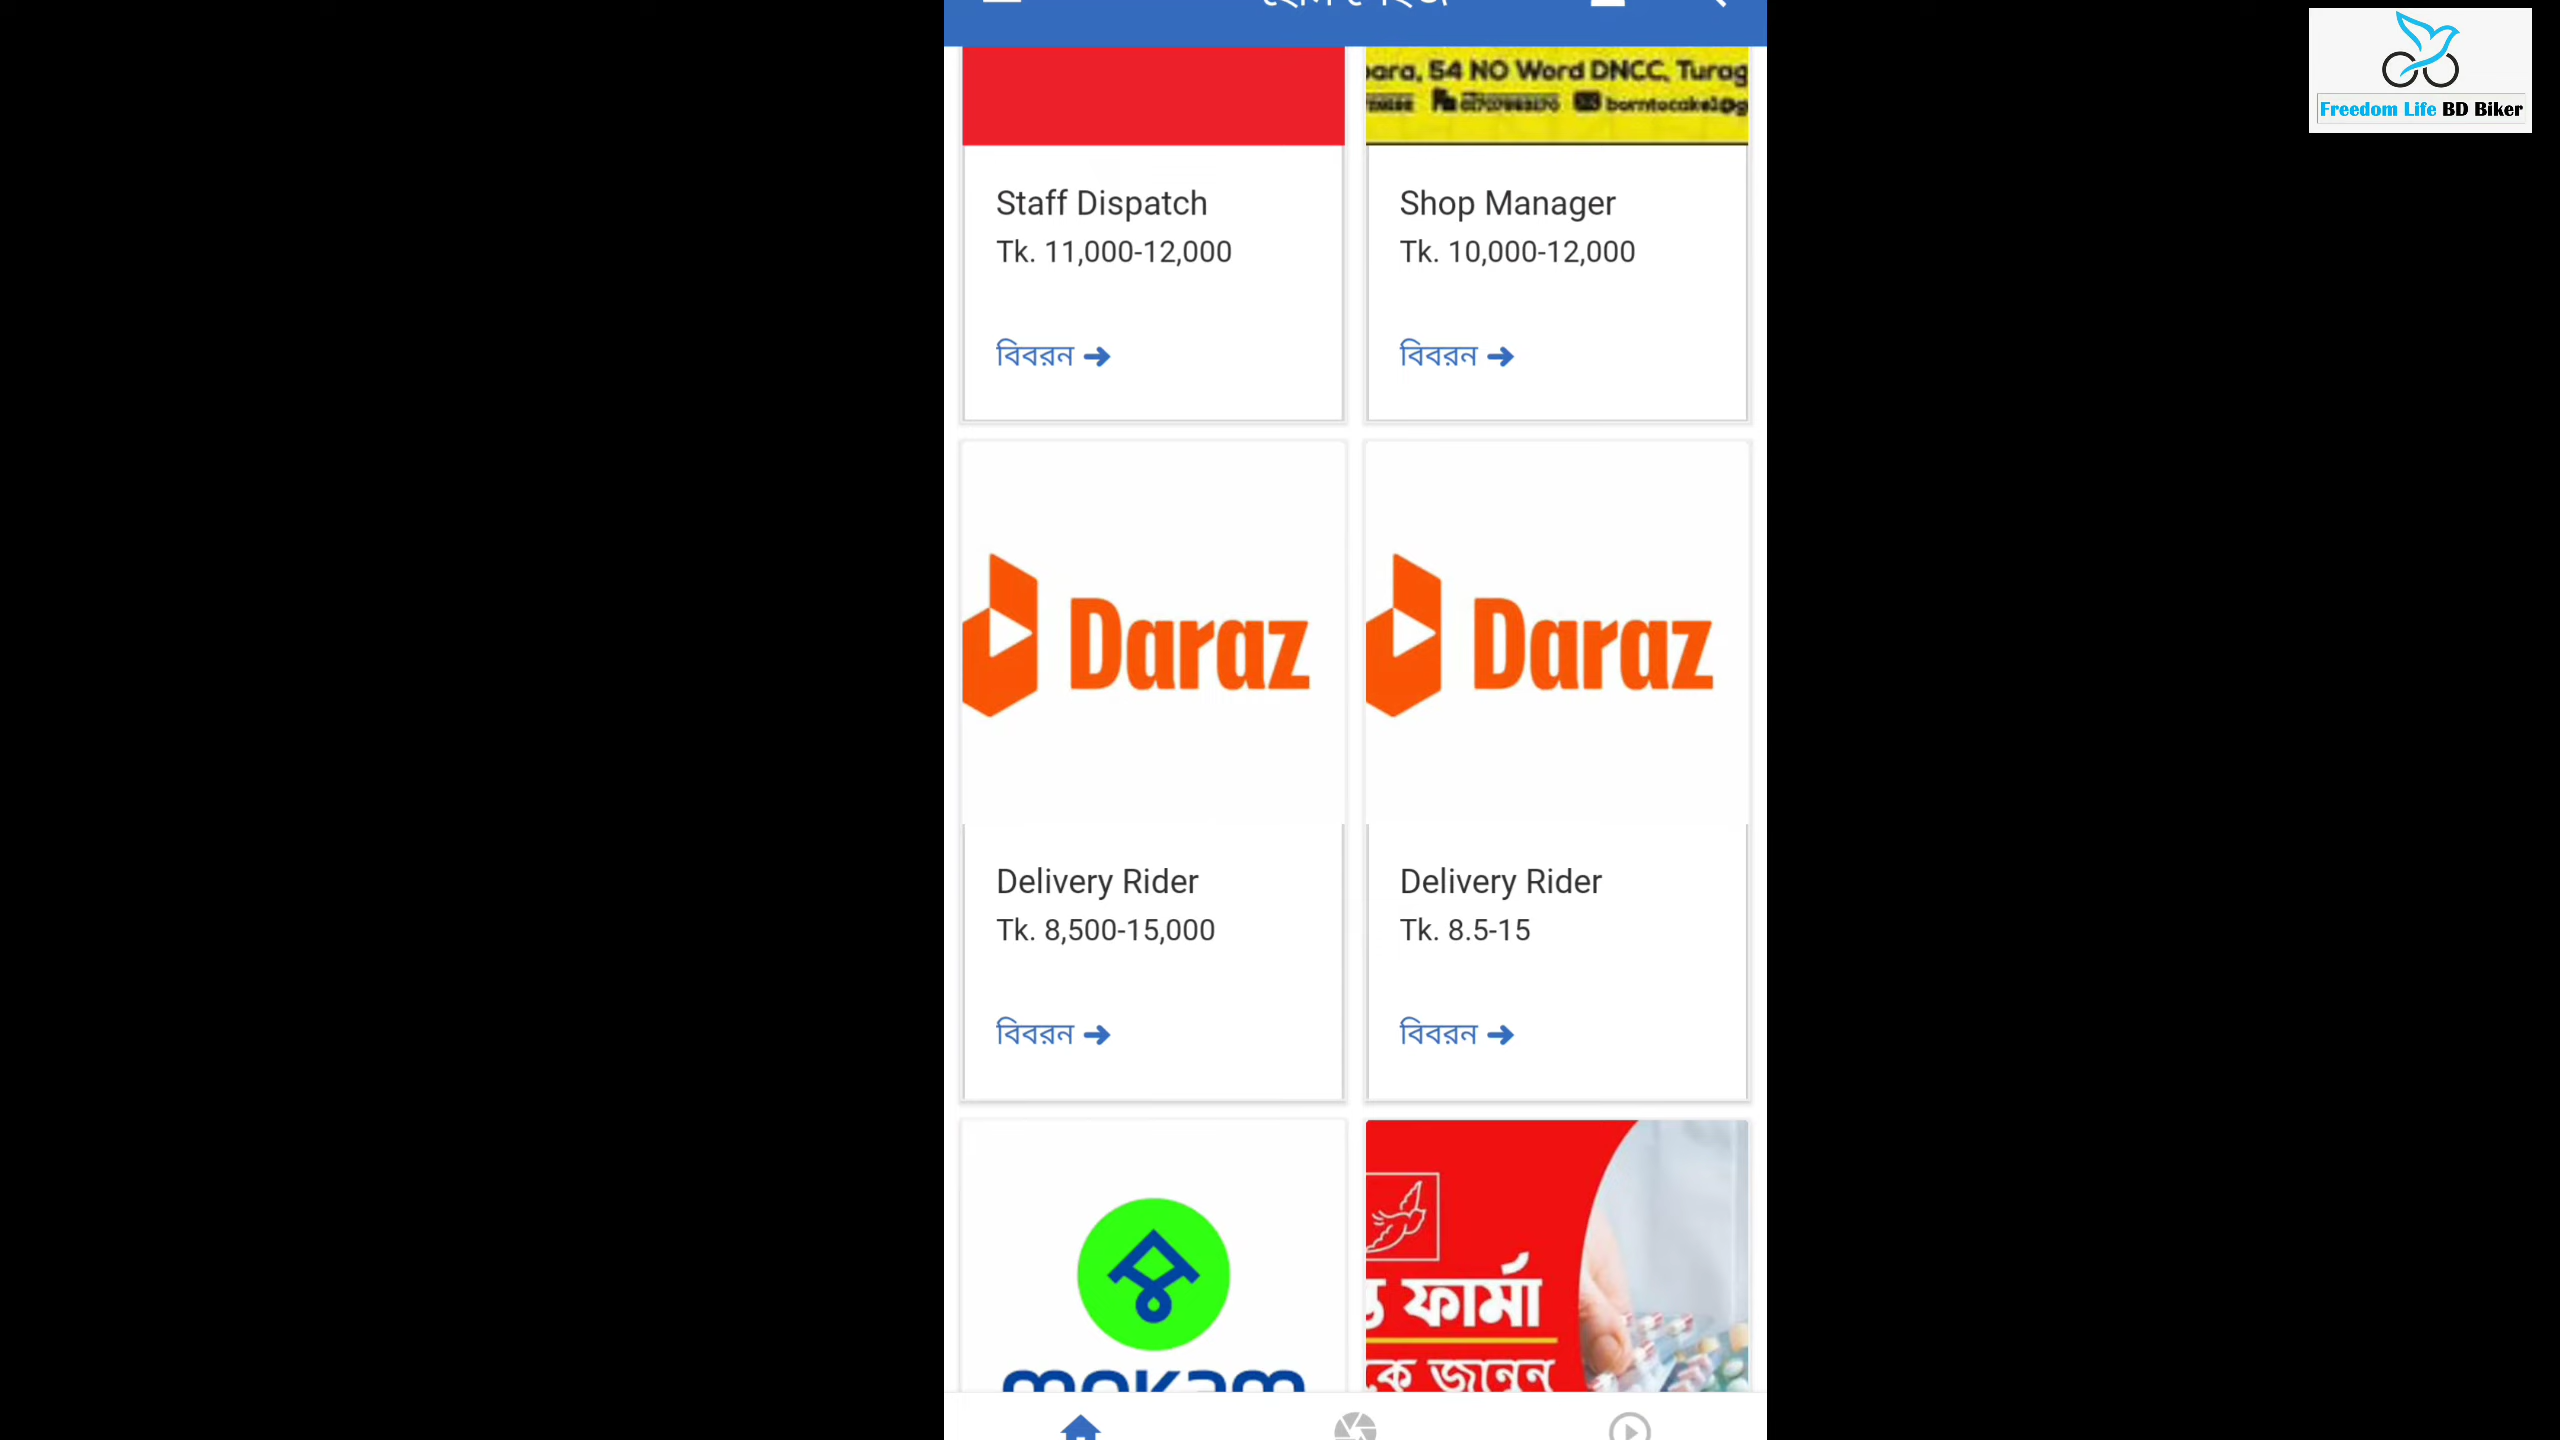 Freedom Life BD Biker
54 NO Word DNCC, Turag
Staff Dispatch
Tk. 11,000-12,000
বিবরন
Shop Manager
Tk. 10,000-12,000
বিবরন
Daraz
Delivery Rider
Tk. 8,500-15,000
বিবরন
Daraz
Delivery Rider
Tk. 8.5-15
বিবরন
mokam
ফার্মা
জানুন